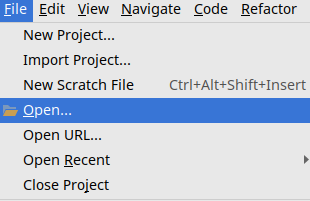 File Edit View Navigate Code Refactor
New Project...
Import Project...
New Scratch File Ctrl+Alt+Shift+Insert
Open...
Open URL...
Open Recent
Close Project